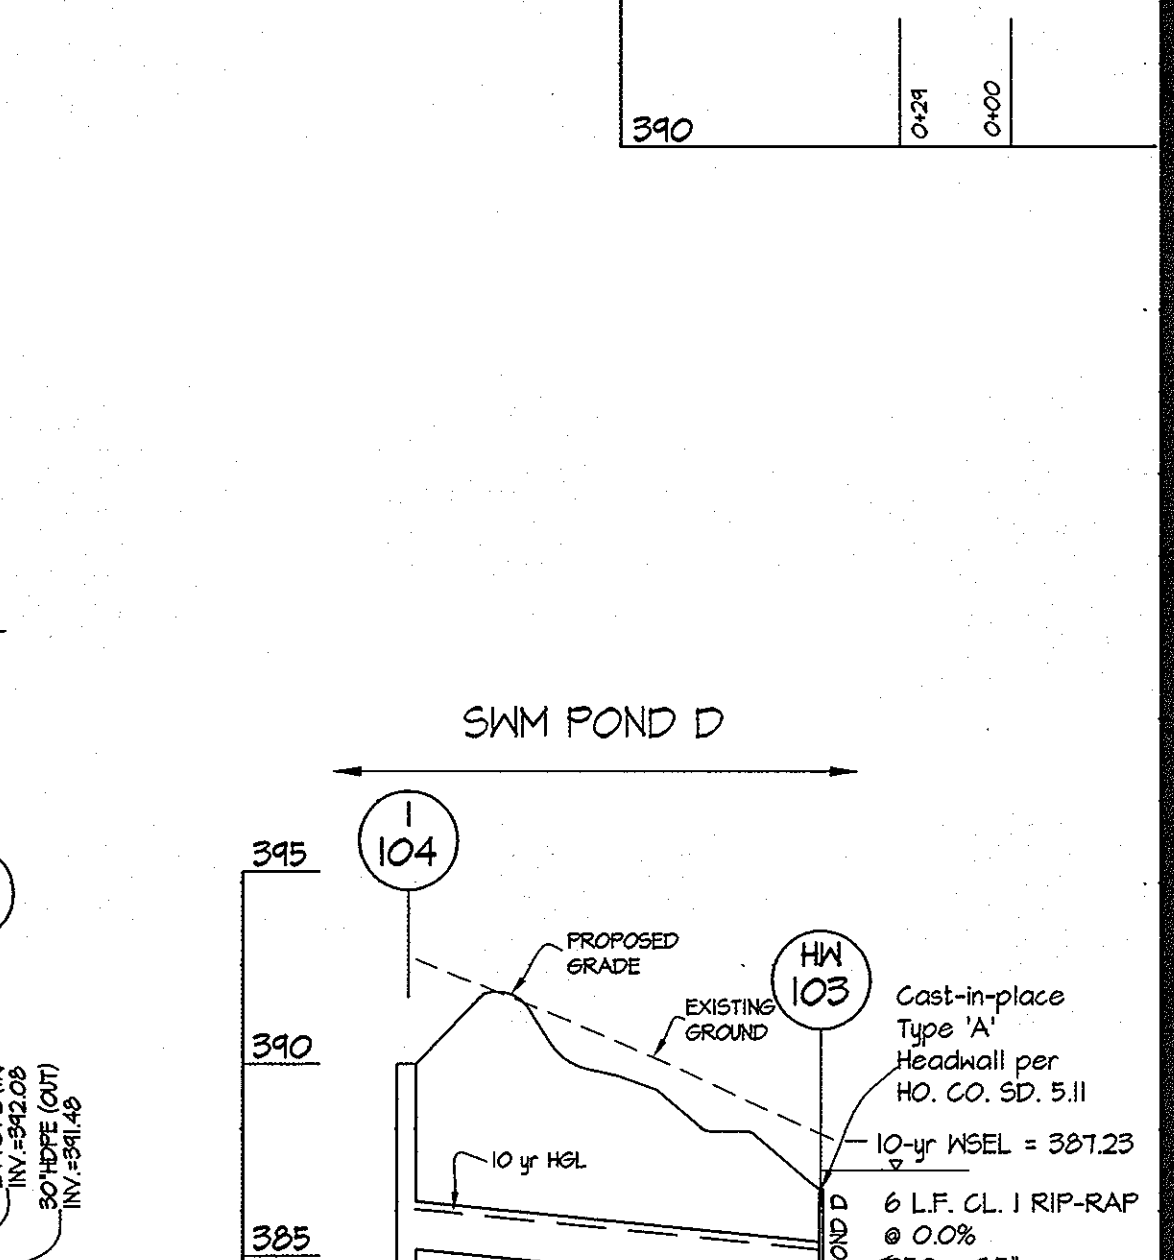 0+29
0+00
390
SWM POND D
I
104
395
PROPOSED
GRADE
HW
103
EXISTING
GROUND
Cast-in-place
Type 'A'
Headwall per
HO. CO. SD. 5.11
390
INV.=392.08
30"HDPE (OUT)
INV.=391.48
10-yr WSEL = 387.23
10 yr HGL
6 L.F. CL. I RIP-RAP
@ 0.0%
385